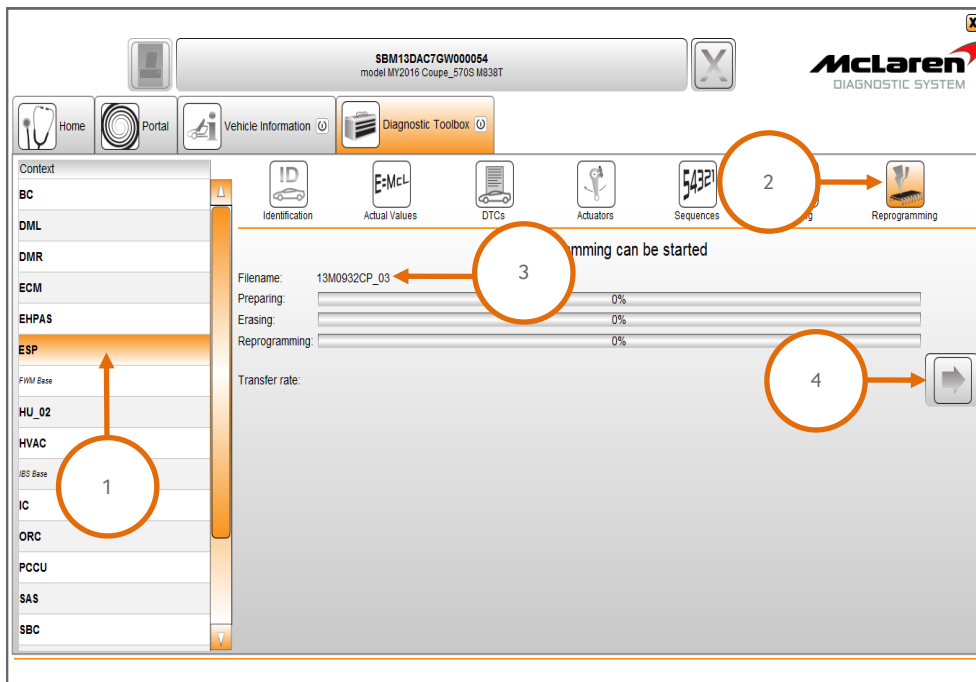 X
SBM13DAC7GW000054
model MY2016 Coupe_570S M838T
X
McLaren
DIAGNOSTIC SYSTEM
Home
Portal
Vehicle Information
Diagnostic Toolbox
Context
BC
DML
DMR
ECM
EHPAS
ESP
FWM Base
HU_02
HVAC
IBS Base
IC
ORC
PCCU
SAS
SBC
ID
Identification
E=McL
Actual Values
DTCs
Actuators
54321
Sequences
g
Reprogramming
mming can be started
Filename: 13M0932CP_03
Preparing: 0%
Erasing: 0%
Reprogramming: 0%
Transfer rate:
1
2
3
4